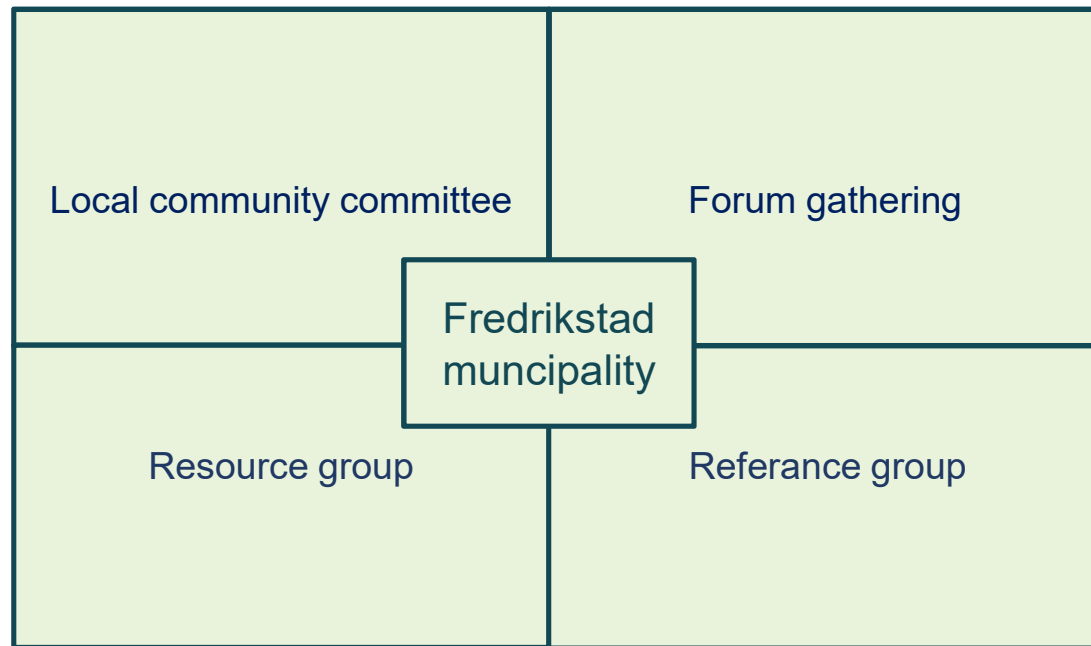 Local community committee
Forum gathering
Fredrikstad
muncipality
Resource group
Referance group